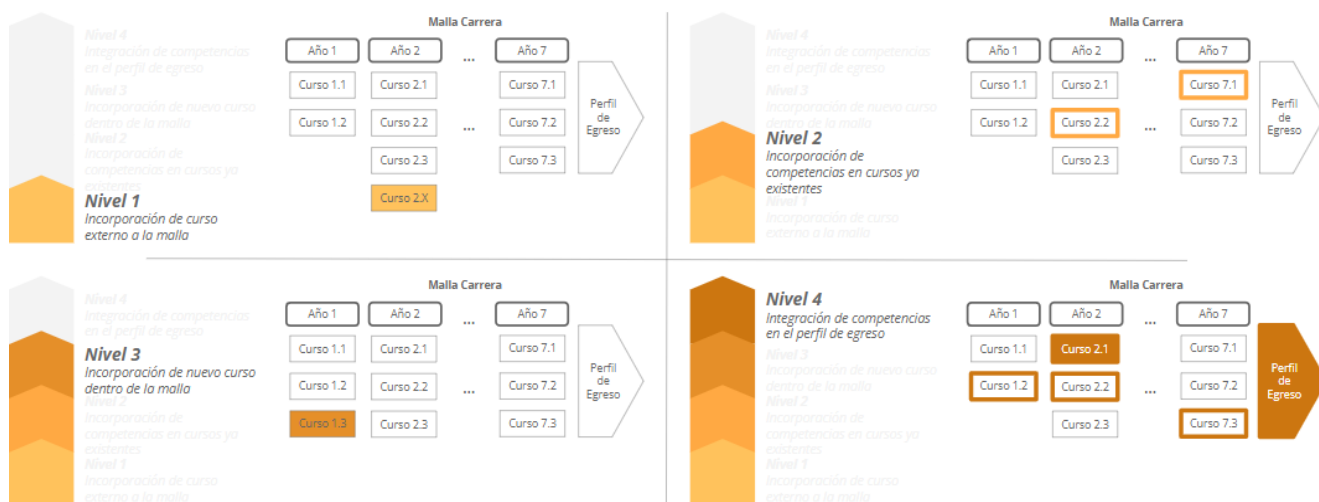 Malla Carrera
Nivel 4
Integración de competencias
en el perfil de egreso
Nivel 3
Incorporación de nuevo curso
dentro de la malla
Nivel 2
Incorporación de
competencias en cursos ya
existentes
Nivel 1
Incorporación de curso
externo a la malla
Año 1 Año 2 ... Año 7
Curso 1.1 Curso 2.1 Curso 7.1
Curso 1.2 Curso 2.2 ... Curso 7.2
Curso 2.3 Curso 7.3
Curso 2.X
Perfil
de
Egreso
Malla Carrera
Nivel 4
Integración de competencias
en el perfil de egreso
Nivel 3
Incorporación de nuevo curso
dentro de la malla
Nivel 2
Incorporación de
competencias en cursos ya
existentes
Nivel 1
Incorporación de curso
externo a la malla
Año 1 Año 2 ... Año 7
Curso 1.1 Curso 2.1 Curso 7.1
Curso 1.2 Curso 2.2 ... Curso 7.2
Curso 2.3 Curso 7.3
Perfil
de
Egreso
Malla Carrera
Nivel 4
Integración de competencias
en el perfil de egreso
Nivel 3
Incorporación de nuevo curso
dentro de la malla
Nivel 2
Incorporación de
competencias en cursos ya
existentes
Nivel 1
Incorporación de curso
externo a la malla
Año 1 Año 2 ... Año 7
Curso 1.1 Curso 2.1 Curso 7.1
Curso 1.2 Curso 2.2 ... Curso 7.2
Curso 1.3 Curso 2.3 Curso 7.3
Perfil
de
Egreso
Malla Carrera
Nivel 4
Integración de competencias
en el perfil de egreso
Nivel 3
Incorporación de nuevo curso
dentro de la malla
Nivel 2
Incorporación de
competencias en cursos ya
existentes
Nivel 1
Incorporación de curso
externo a la malla
Año 1 Año 2 ... Año 7
Curso 1.1 Curso 2.1 Curso 7.1
Curso 1.2 Curso 2.2 ... Curso 7.2
Curso 2.3 Curso 7.3
Perfil
de
Egreso